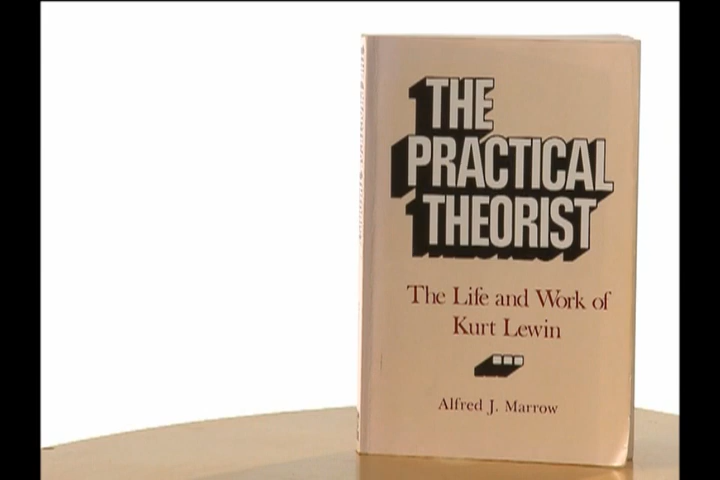 THE
PRACTICAL
THEORIST
The Life and Work of
Kurt Lewin
Alfred J. Marrow